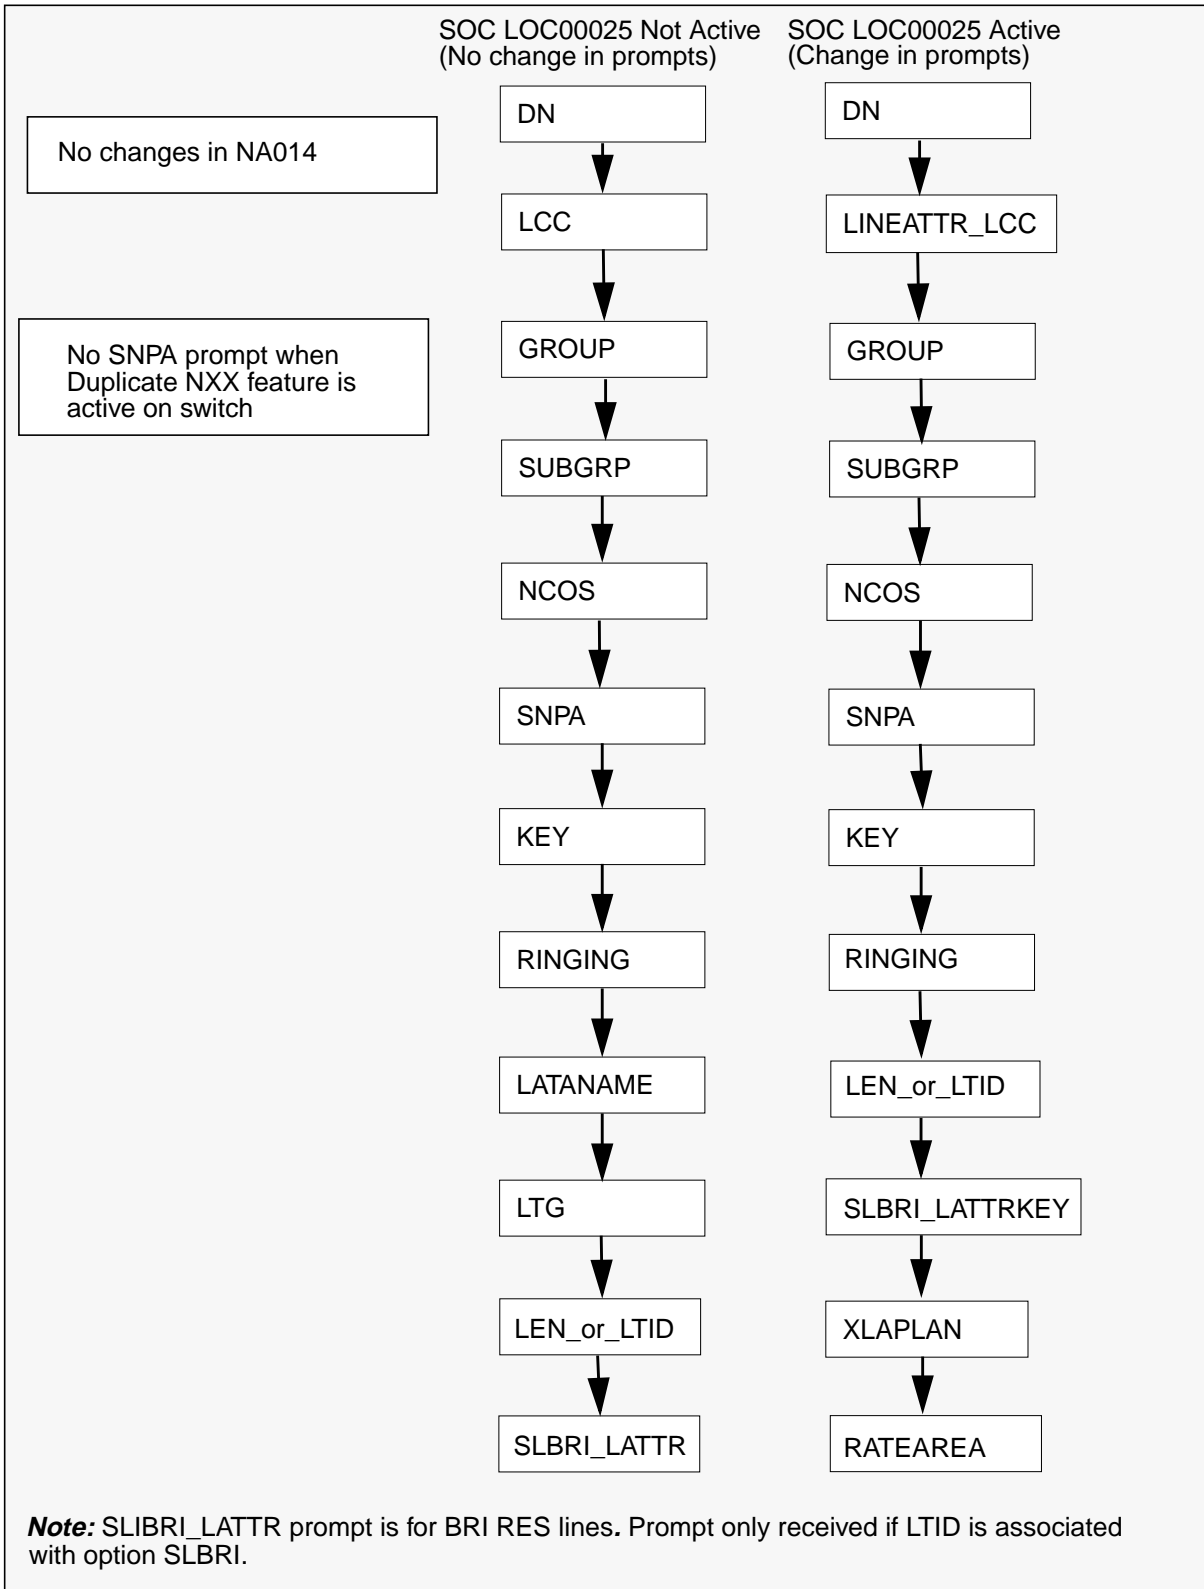 SOC LOC00025 Not Active
(No change in prompts)
SOC LOC00025 Active
(Change in prompts)
No changes in NA014
No SNPA prompt when
Duplicate NXX feature is
active on switch
DN
LCC
GROUP
SUBGRP
NCOS
SNPA
KEY
RINGING
LATANAME
LTG
LEN_or_LTID
SLBRI_LATTR
DN
LINEATTR_LCC
GROUP
SUBGRP
NCOS
SNPA
KEY
RINGING
LEN_or_LTID
SLBRI_LATTRKEY
XLAPLAN
RATEAREA
Note: SLIBRI_LATTR prompt is for BRI RES lines. Prompt only received if LTID is associated
with option SLBRI.